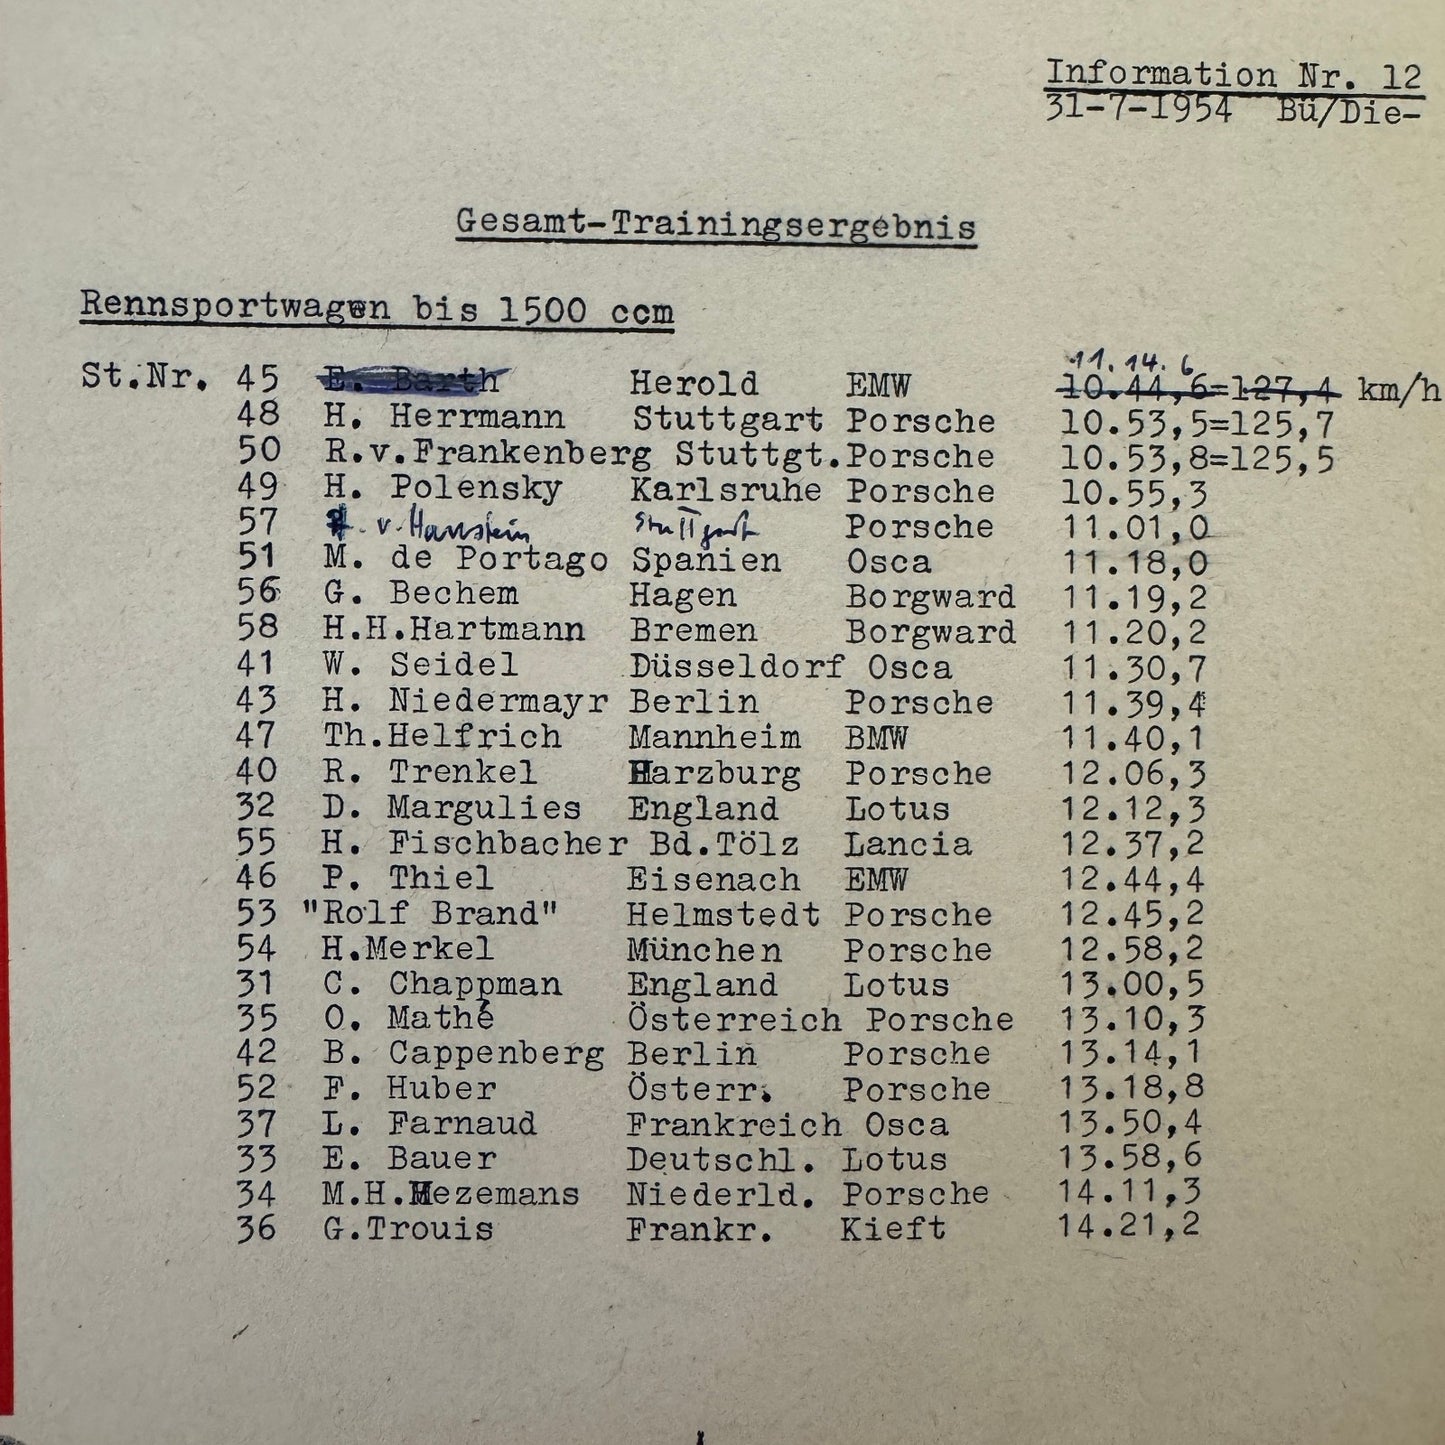 Information Nr. 12
31-7-1954 Bü/Die-
Gesamt-Trainingsergebnis
Rennsportwagen bis 1500 ccm
11.14.6
St.Nr. 45 E. Barth Herold EMW 10.44,6=127,4 km/h
48 H. Herrmann Stuttgart Porsche 10.53,5=125,7
50 R.v.Frankenberg Stuttgt.Porsche 10.53,8=125,5
49 H. Polensky Karlsruhe Porsche 10.55,3
57 v. Hanstein Stuttgart Porsche 11.01,0
51 M. de Portago Spanien Osca 11.18,0
56 G. Bechem Hagen Borgward 11.19,2
58 H.H.Hartmann Bremen Borgward 11.20,2
41 W. Seidel Düsseldorf Osca 11.30,7
43 H. Niedermayr Berlin Porsche 11.39,4
47 Th.Helfrich Mannheim BMW 11.40,1
40 R. Trenkel Harzburg Porsche 12.06,3
32 D. Margulies England Lotus 12.12,3
55 H. Fischbacher Bd.Tölz Lancia 12.37,2
46 P. Thiel Eisenach EMW 12.44,4
53 "Rolf Brand" Helmstedt Porsche 12.45,2
54 H.Merkel München Porsche 12.58,2
31 C. Chappman England Lotus 13.00,5
35 O. Mathé Österreich Porsche 13.10,3
42 B. Cappenberg Berlin Porsche 13.14,1
52 F. Huber Österr. Porsche 13.18,8
37 L. Farnaud Frankreich Osca 13.50,4
33 E. Bauer Deutschl. Lotus 13.58,6
34 M.H.Hezemans Niederld. Porsche 14.11,3
36 G.Trouis Frankr. Kieft 14.21,2